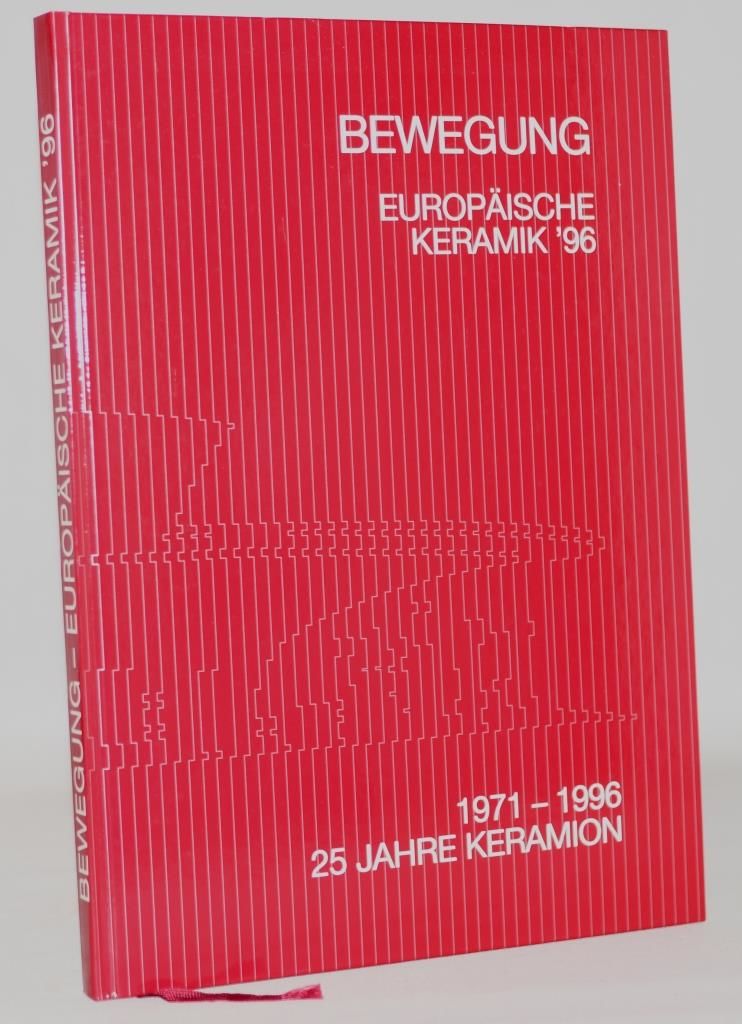 BEWEGUNG
EUROPÄISCHE
KERAMIK '96
1971 – 1996
25 JAHRE KERAMION
BEWEGUNG – EUROPÄISCHE KERAMIK '96